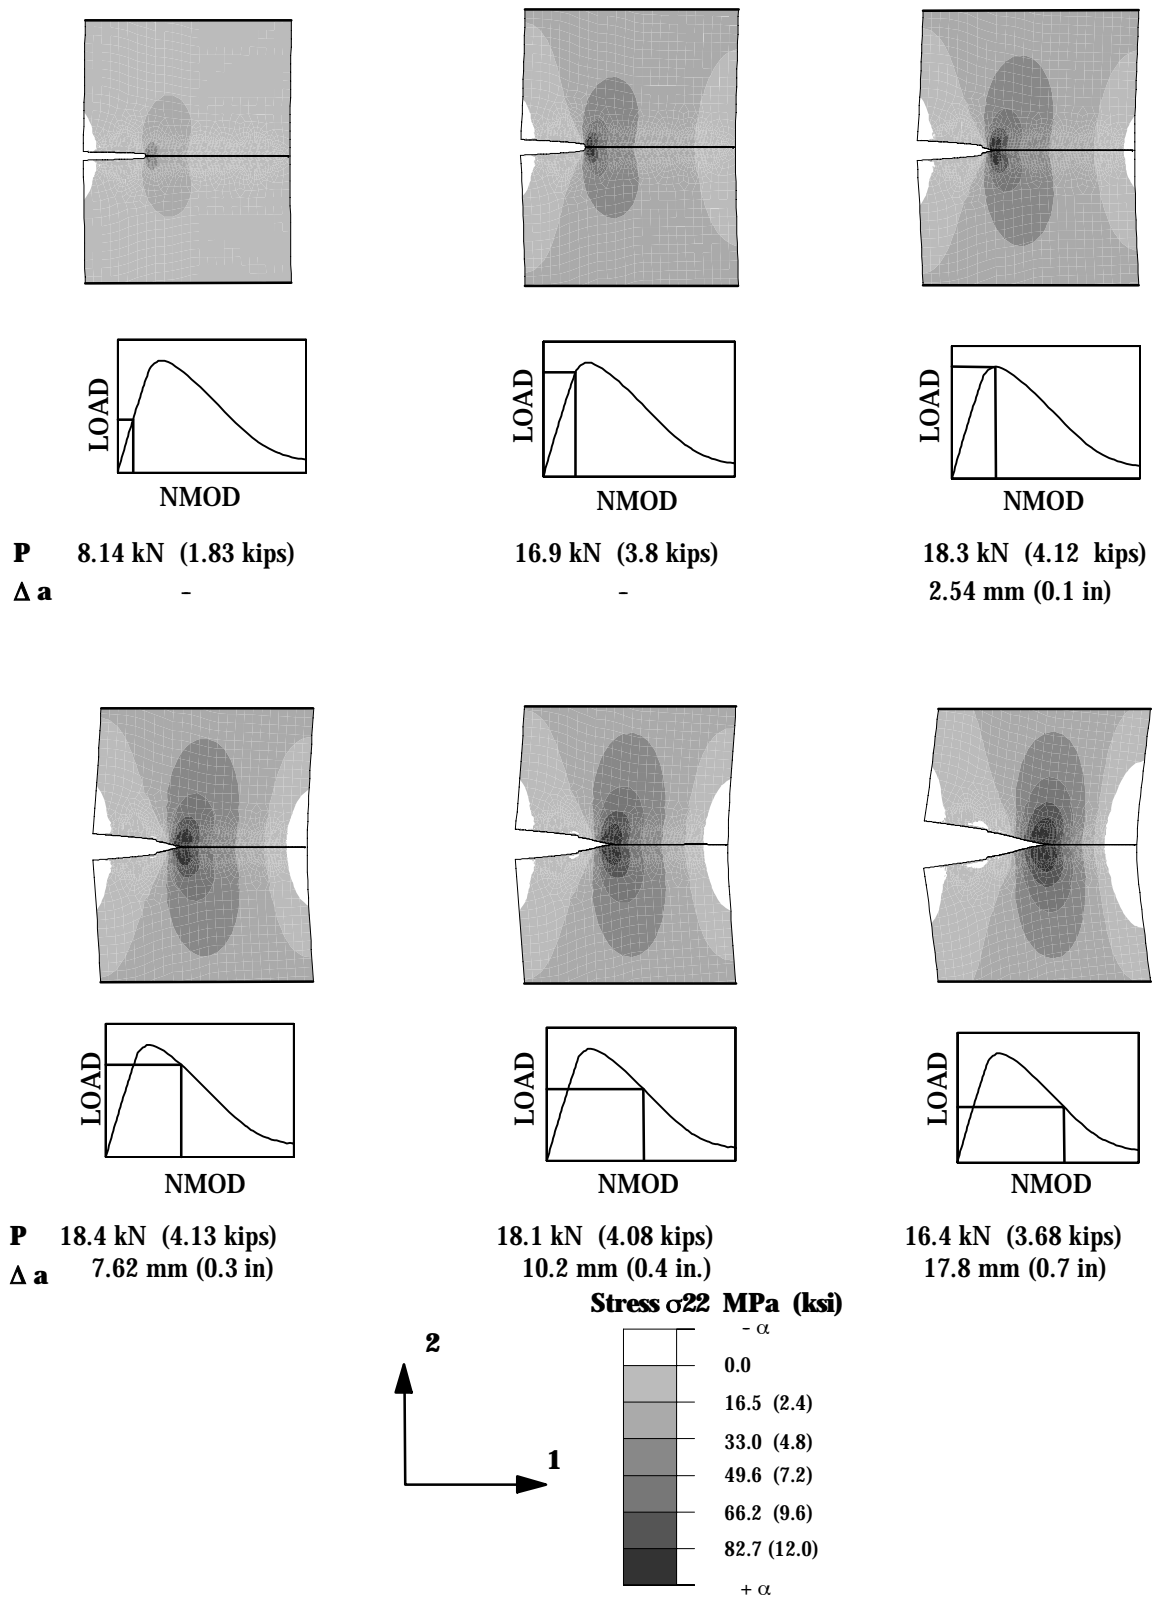 LOAD LOAD LOAD
NMOD NMOD NMOD
P 8.14 kN (1.83 kips) 16.9 kN (3.8 kips) 18.3 kN (4.12 kips)
Δ a - - 2.54 mm (0.1 in)
LOAD LOAD LOAD
NMOD NMOD NMOD
P 18.4 kN (4.13 kips) 18.1 kN (4.08 kips) 16.4 kN (3.68 kips)
Δ a 7.62 mm (0.3 in) 10.2 mm (0.4 in.) 17.8 mm (0.7 in)
Stress σ22 MPa (ksi)
- α
2
0.0
16.5 (2.4)
33.0 (4.8)
1
49.6 (7.2)
66.2 (9.6)
82.7 (12.0)
+ α